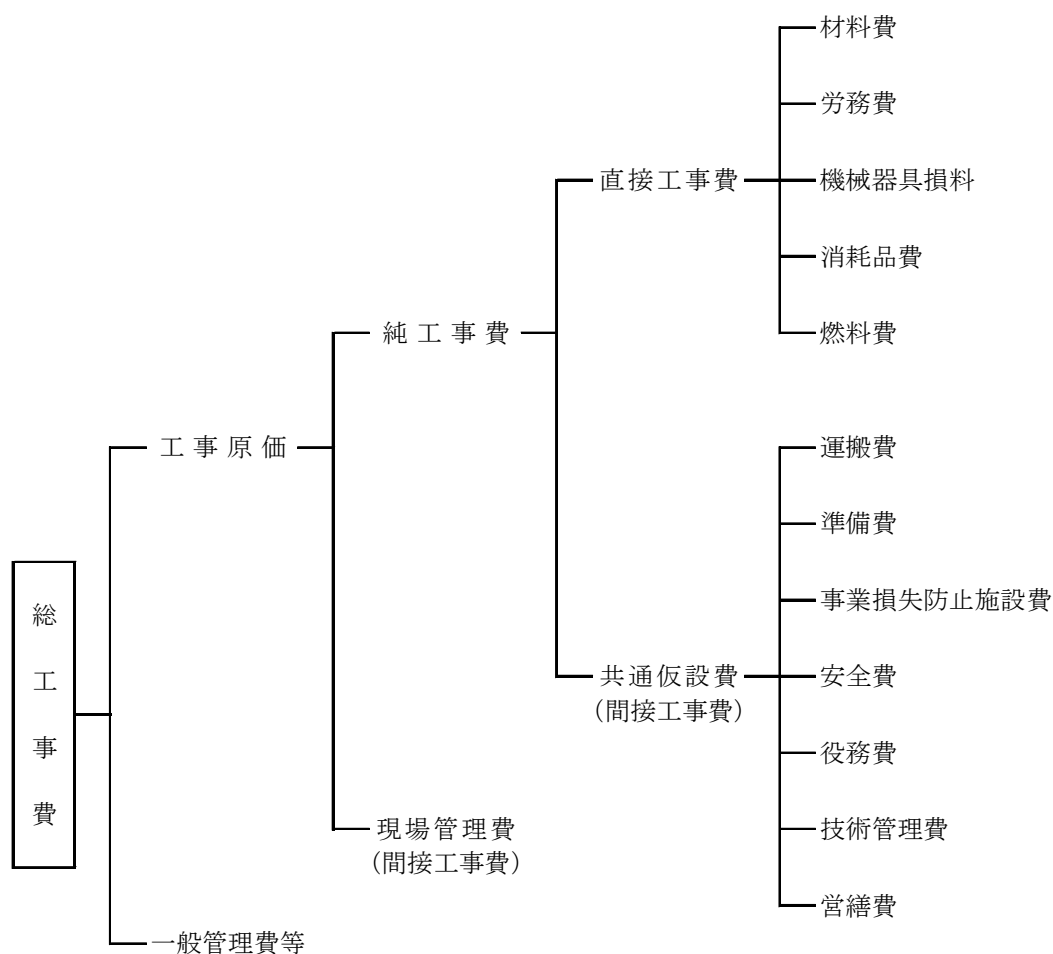 総工事費
工事原価
純工事費
直接工事費
材料費
労務費
機械器具損料
消耗品費
燃料費
共通仮設費
(間接工事費)
運搬費
準備費
事業損失防止施設費
安全費
役務費
技術管理費
営繕費
現場管理費
(間接工事費)
一般管理費等